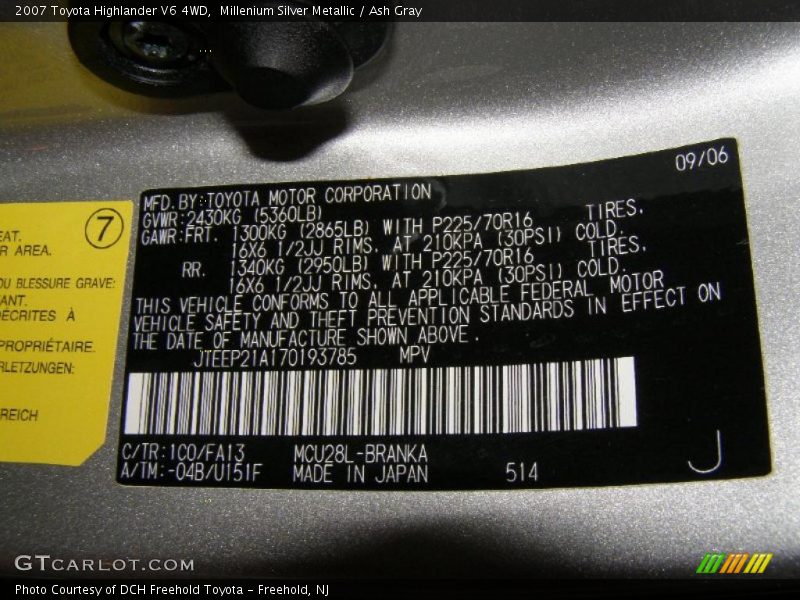 2007 Toyota Highlander V6 4WD,  Millenium Silver Metallic / Ash Gray
09/06
MFD. BY: TOYOTA MOTOR CORPORATION
GVWR: 2430KG (5360LB)
GAWR: FRT. 1300KG (2865LB) WITH P225/70R16 TIRES,
16X6 1/2JJ RIMS, AT 210KPA (30PSI) COLD.
RR. 1340KG (2950LB) WITH P225/70R16 TIRES,
16X6 1/2JJ RIMS, AT 210KPA (30PSI) COLD.
THIS VEHICLE CONFORMS TO ALL APPLICABLE FEDERAL MOTOR
VEHICLE SAFETY AND THEFT PREVENTION STANDARDS IN EFFECT ON
THE DATE OF MANUFACTURE SHOWN ABOVE.
JTEEP21A170193785 MPV
C/TR: 1C0/FA13 MCU28L-BRANKA
A/TM: -04B/U151F MADE IN JAPAN 514
J
7
EAT.
R AREA.
OU BLESSURE GRAVE:
ANT.
DÉCRITES À
PROPRIÉTAIRE.
RLETZUNGEN:
REICH
GTCARLOT.COM
Photo Courtesy of DCH Freehold Toyota - Freehold, NJ